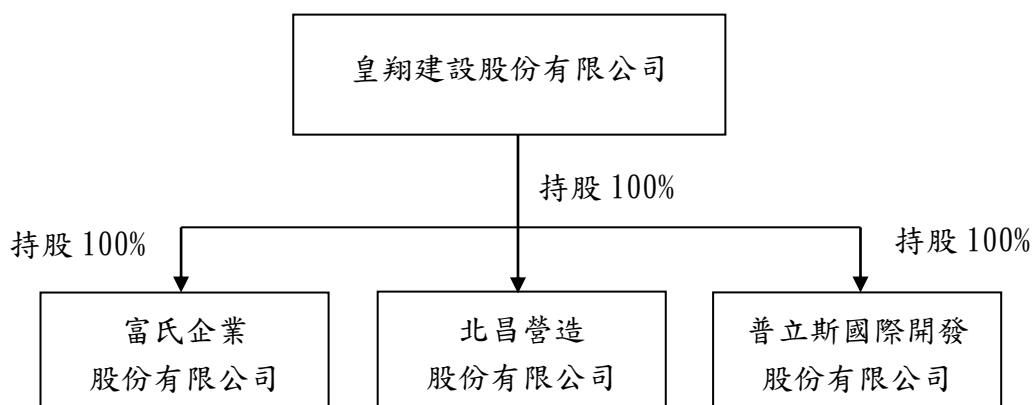 皇翔建設股份有限公司
持股 100%
持股 100%
持股 100%
富氏企業
股份有限公司
北昌營造
股份有限公司
普立斯國際開發
股份有限公司